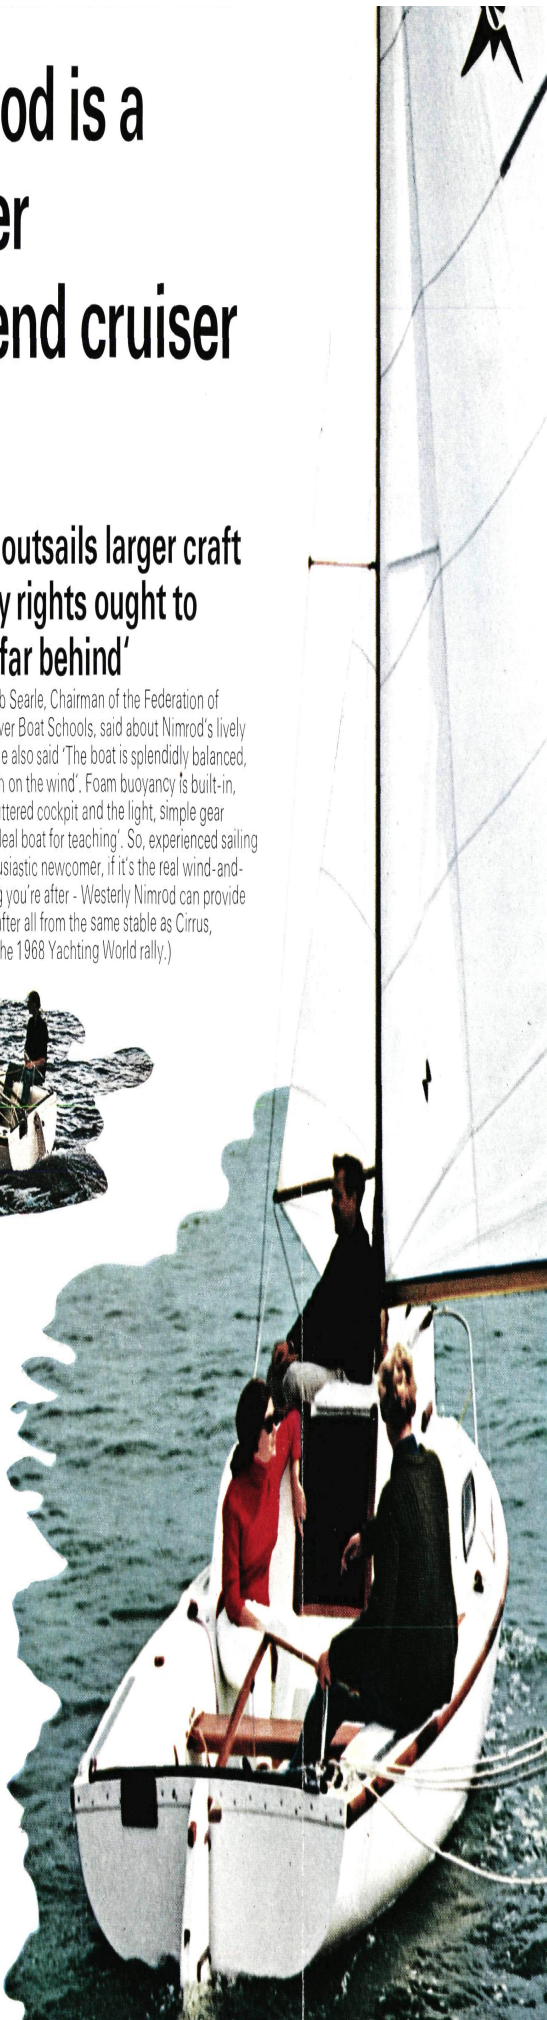 od is a
er
end cruiser
outsails larger craft
y rights ought to
far behind‘
b Searle, Chairman of the Federation of
ver Boat Schools, said about Nimrod's lively
e also said ‘The boat is splendidly balanced,
n on the wind’. Foam buoyancy is built-in,
ttered cockpit and the light, simple gear
deal boat for teaching’. So, experienced sailing
usiastic newcomer, if it's the real wind-and-
g you're after - Westerly Nimrod can provide
after all from the same stable as Cirrus,
he 1968 Yachting World rally.)